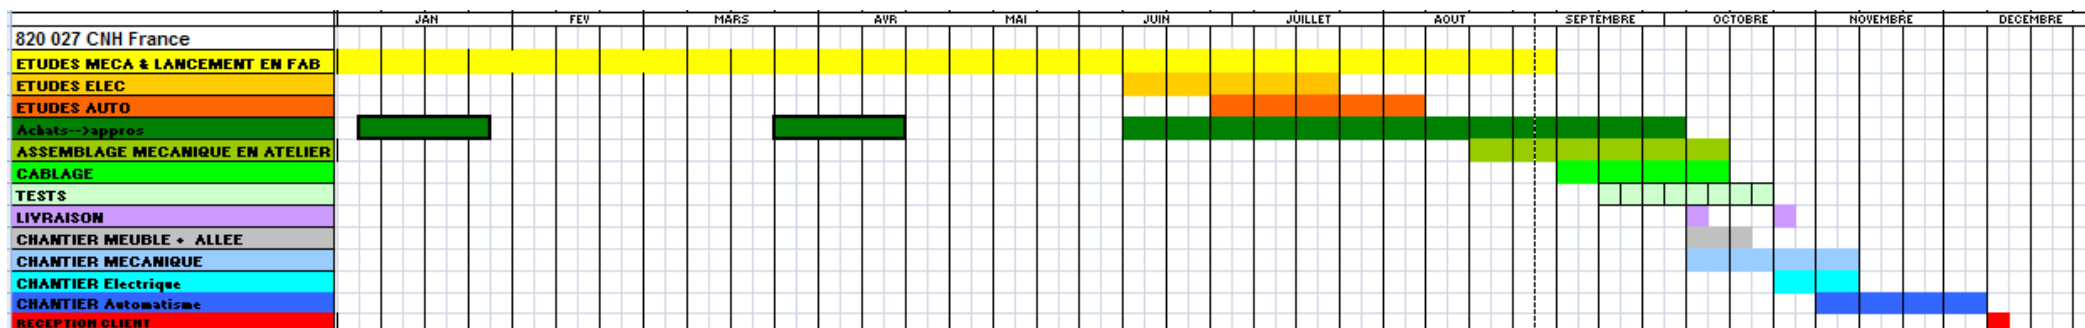 JAN FEV MARS AVR MAI JUIN JUILLET AOUT SEPTEMBRE OCTOBRE NOVEMBRE DECEMBRE
820 027 CNH France
ETUDES MECA & LANCEMENT EN FAB
ETUDES ELEC
ETUDES AUTO
Achats-->appros
ASSEMBLAGE MECANIQUE EN ATELIER
CABLAGE
TESTS
LIVRAISON
CHANTIER MEUBLE + ALLEE
CHANTIER MECANIQUE
CHANTIER Electrique
CHANTIER Automatisme
RECEPTION CLIENT